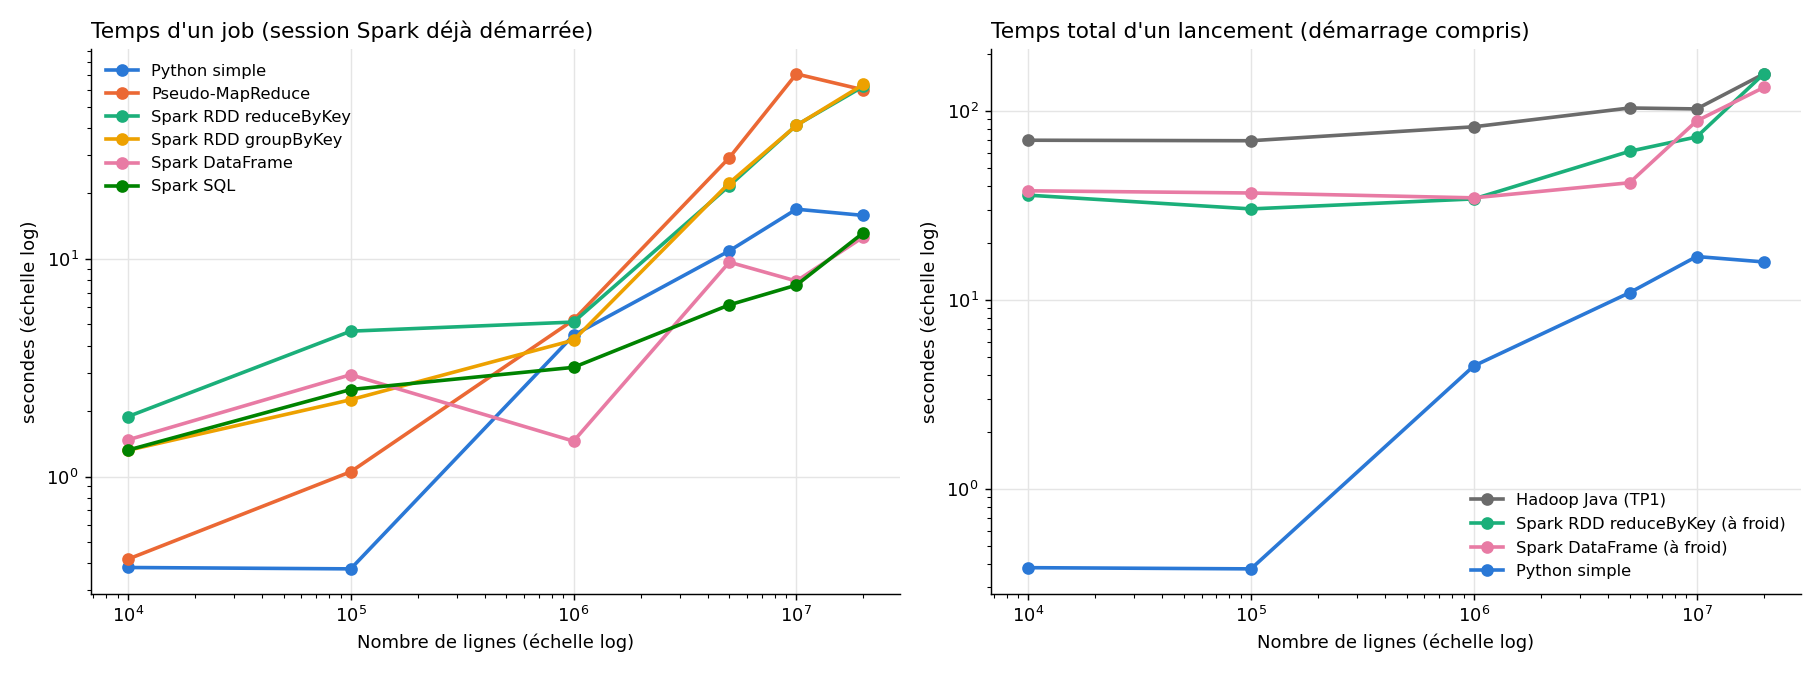 Temps d'un job (session Spark déjà démarrée)
Python simple
Pseudo-MapReduce
Spark RDD reduceByKey
Spark RDD groupByKey
Spark DataFrame
Spark SQL
secondes (échelle log)
10¹
10⁰
10⁴ 10⁵ 10⁶ 10⁷
Nombre de lignes (échelle log)
Temps total d'un lancement (démarrage compris)
secondes (échelle log)
10²
10¹
10⁰
Hadoop Java (TP1)
Spark RDD reduceByKey (à froid)
Spark DataFrame (à froid)
Python simple
10⁴ 10⁵ 10⁶ 10⁷
Nombre de lignes (échelle log)